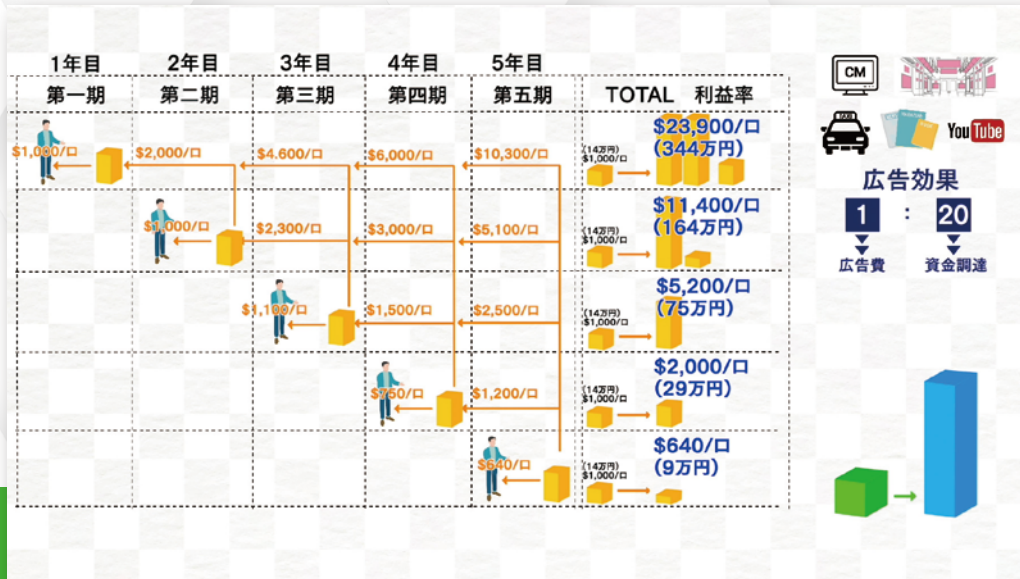 1年目 2年目 3年目 4年目 5年目
第一期 第二期 第三期 第四期 第五期 TOTAL 利益率
$1,000/口 $2,000/口 $4.600/口 $6,000/口 $10,300/口 (14万円) $1,000/口 $23,900/口
(344万円)
$1,000/口 $2,300/口 $3,000/口 $5,100/口 (14万円) $1,000/口 $11,400/口
(164万円)
$1,100/口 $1,500/口 $2,500/口 (14万円) $1,000/口 $5,200/口
(75万円)
$750/口 $1,200/口 (14万円) $1,000/口 $2,000/口
(29万円)
$640/口 (14万円) $1,000/口 $640/口
(9万円)
CM
TAXI
YouTube
広告効果
1 : 20
広告費 資金調達